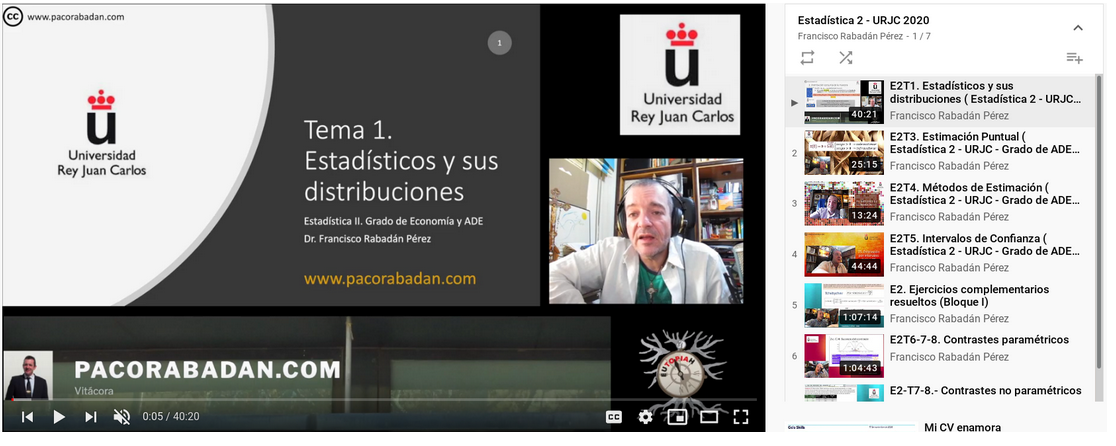 cc www.pacorabadan.com
1
Universidad
Rey Juan Carlos
Tema 1.
Estadísticos y sus
distribuciones
Estadística II. Grado de Economía y ADE
Dr. Francisco Rabadán Pérez
www.pacorabadan.com
Universidad
Rey Juan Carlos
UTOPIAH
PACORABADAN.COM
Vitácora
0:05 / 40:20
CC
Estadística 2 - URJC 2020
Francisco Rabadán Pérez - 1 / 7
40:21
E2T1. Estadísticos y sus
distribuciones ( Estadística 2 - URJC...
Francisco Rabadán Pérez
2
25:15
E2T3. Estimación Puntual (
Estadística 2 - URJC - Grado de ADE...
Francisco Rabadán Pérez
3
13:24
E2T4. Métodos de Estimación (
Estadística 2 - URJC - Grado de ADE...
Francisco Rabadán Pérez
4
44:44
E2T5. Intervalos de Confianza (
Estadística 2 - URJC - Grado de ADE...
Francisco Rabadán Pérez
5
1:07:14
E2. Ejercicios complementarios
resueltos (Bloque I)
Francisco Rabadán Pérez
6
1:04:43
E2T6-7-8. Contrastes paramétricos
Francisco Rabadán Pérez
E2-T7-8.- Contrastes no paramétricos
Mi CV enamora